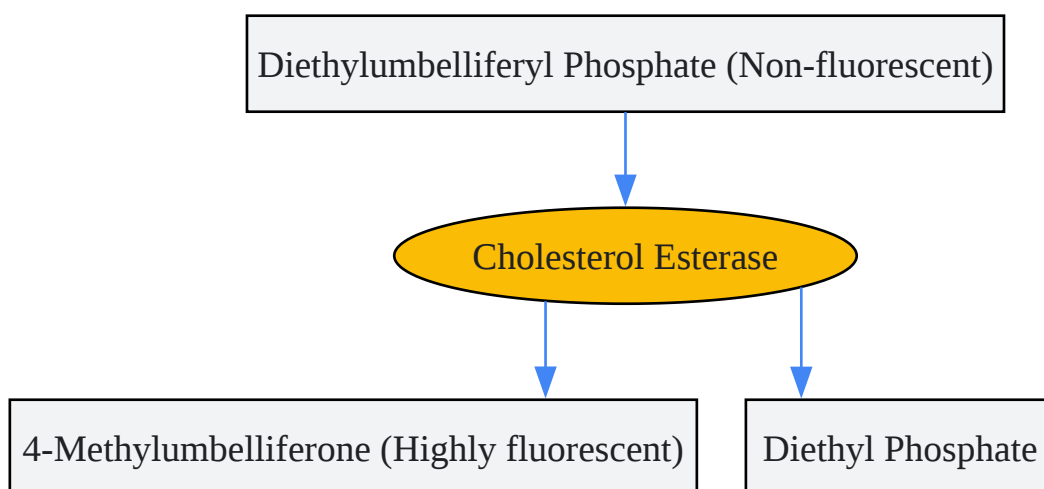 Diethylumbelliferyl Phosphate (Non-fluorescent)
Cholesterol Esterase
4-Methylumbelliferone (Highly fluorescent)
Diethyl Phosphate